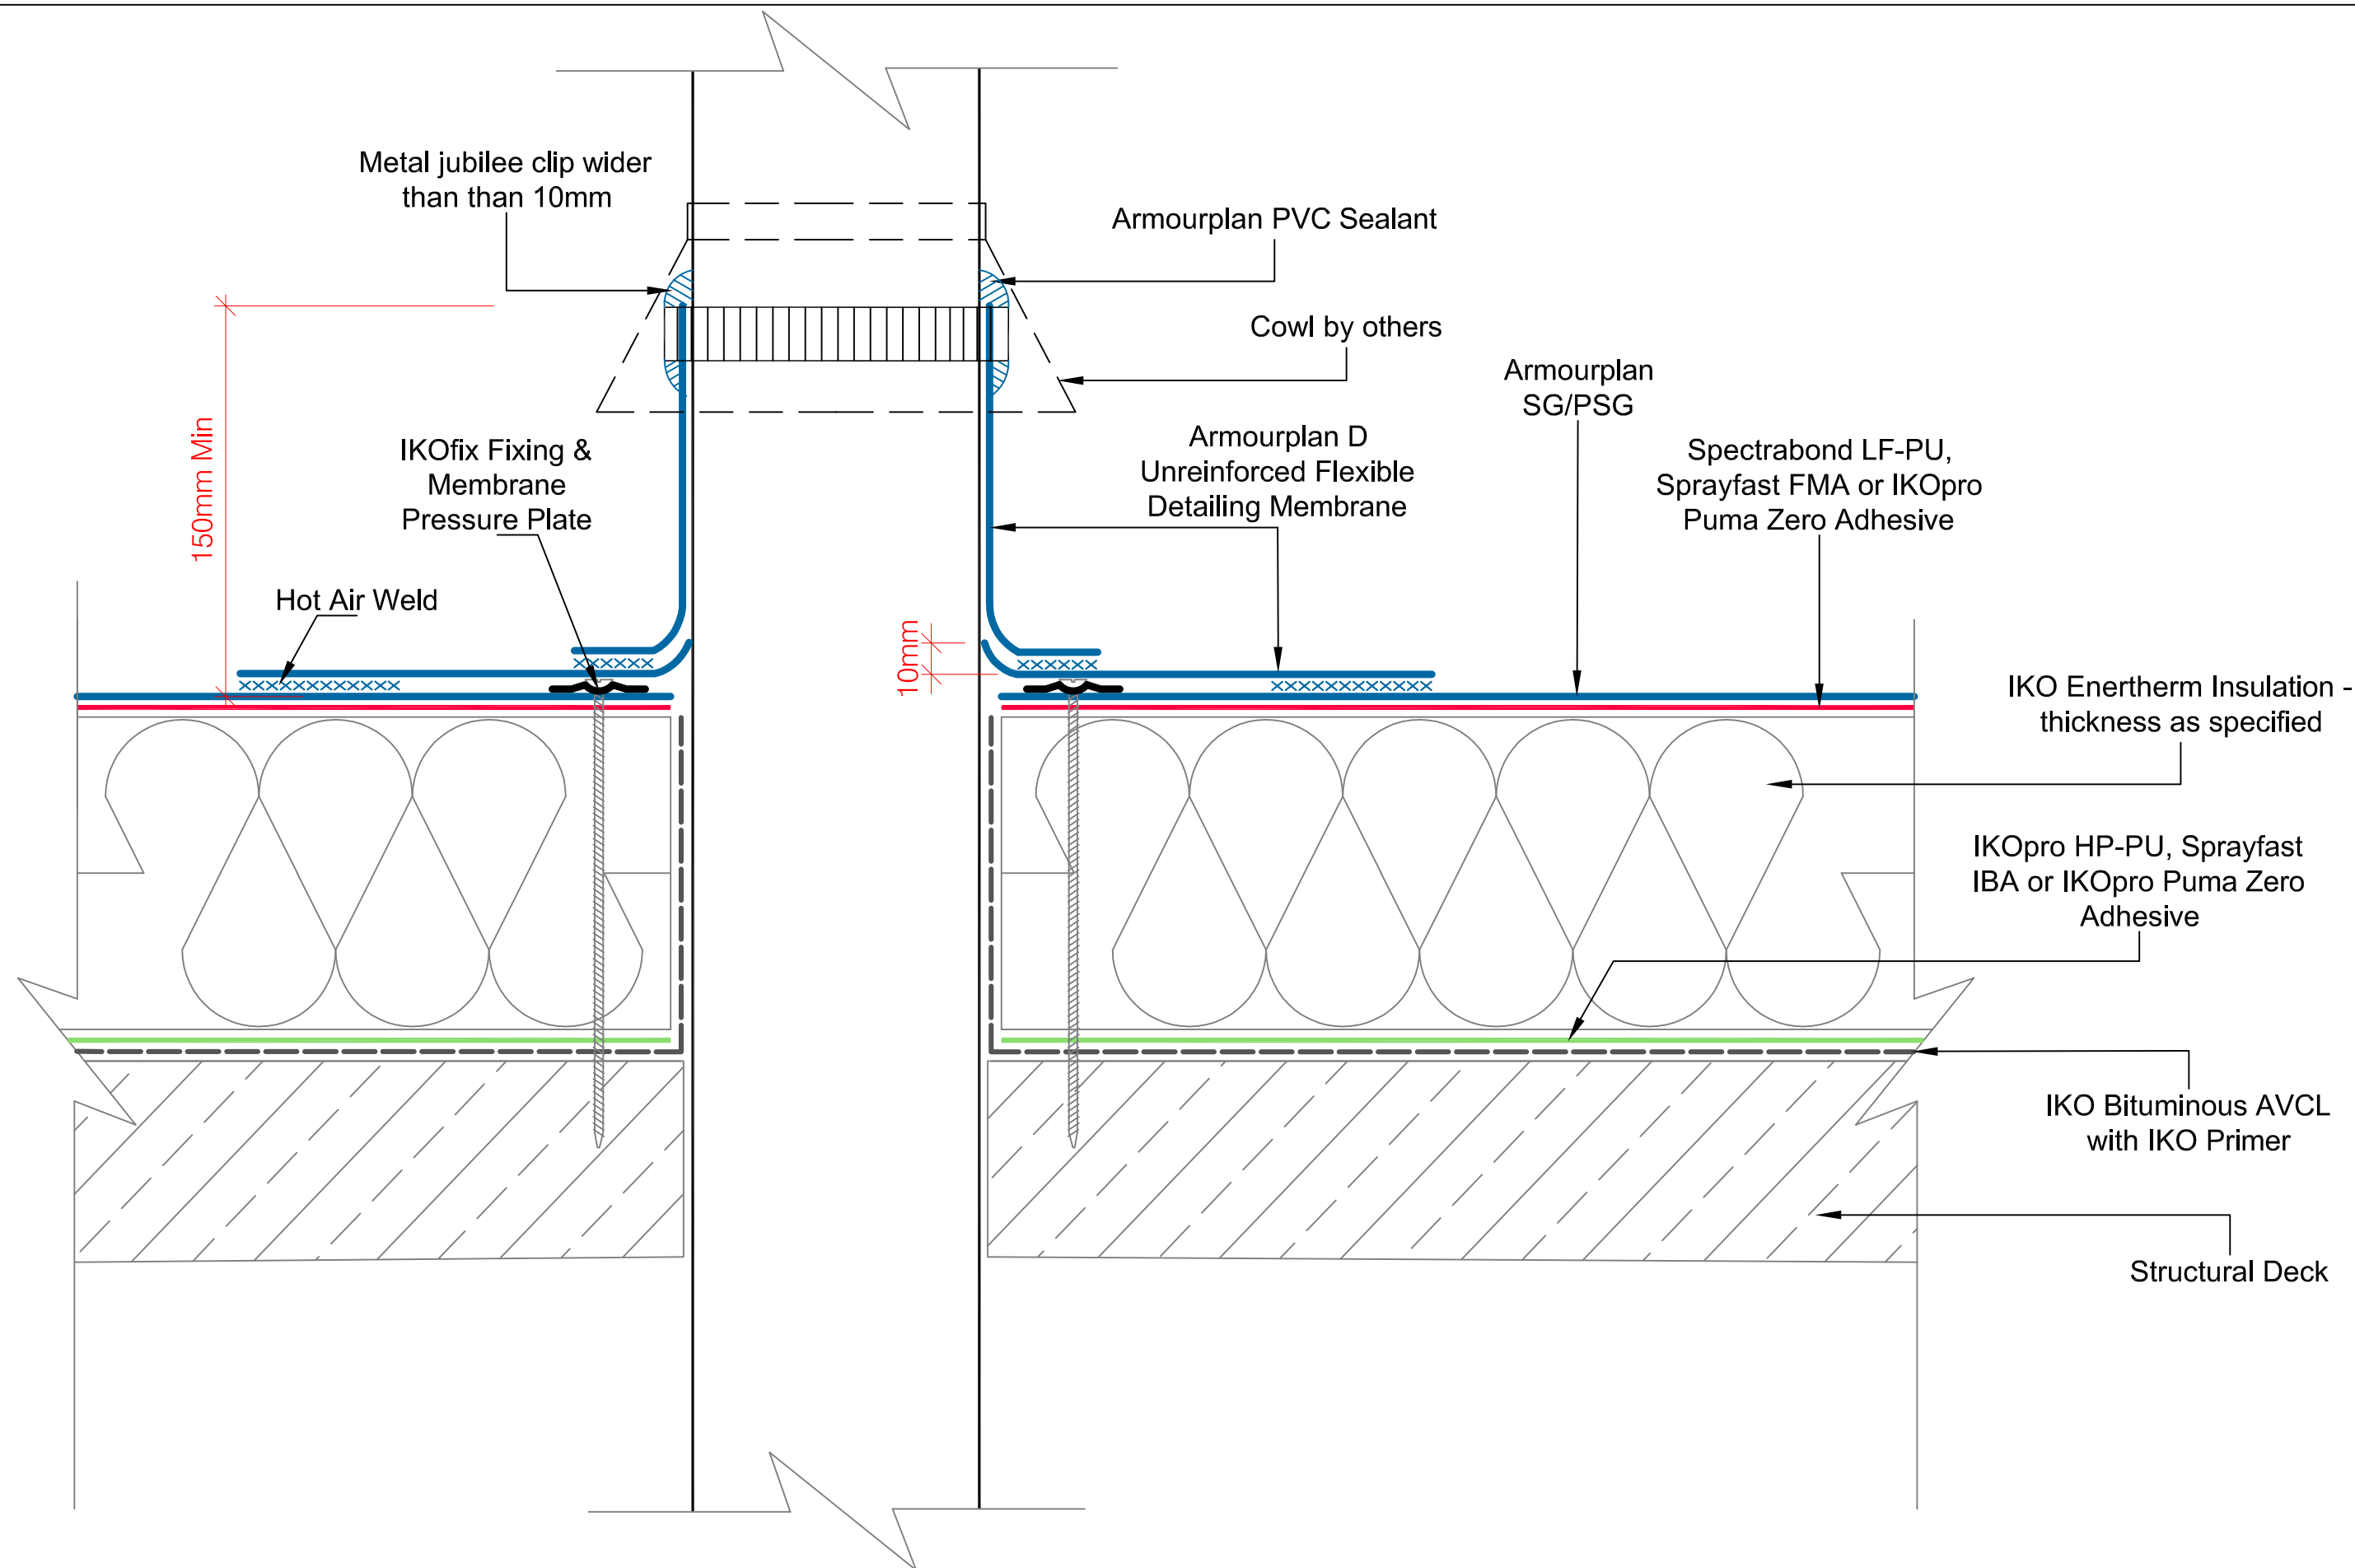 Metal jubilee clip wider
than than 10mm
Armourplan PVC Sealant
Cowl by others
Armourplan
SG/PSG
150mm Min
IKOfix Fixing &
Membrane
Pressure Plate
Armourplan D
Unreinforced Flexible
Detailing Membrane
Spectrabond LF-PU,
Sprayfast FMA or IKOpro
Puma Zero Adhesive
Hot Air Weld
10mm
IKO Enertherm Insulation -
thickness as specified
IKOpro HP-PU, Sprayfast
IBA or IKOpro Puma Zero
Adhesive
IKO Bituminous AVCL
with IKO Primer
Structural Deck